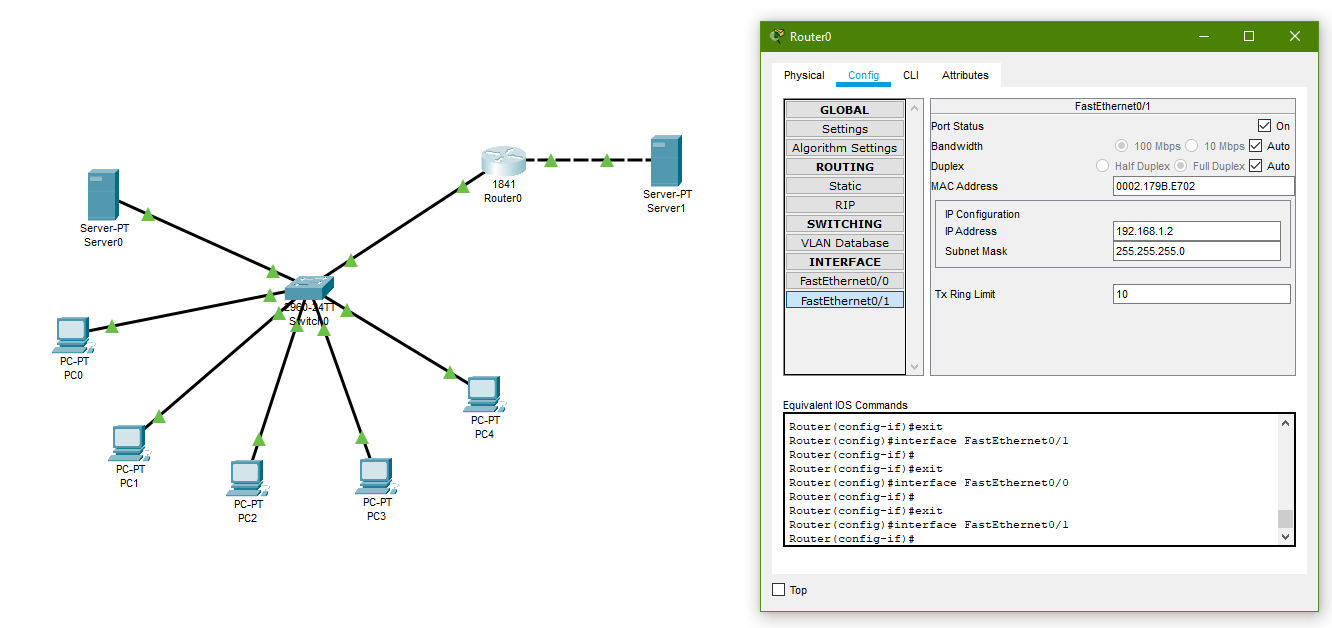 Server-PT
Server0
1841
Router0
Server-PT
Server1
2960-24TT
Switch0
PC-PT
PC0
PC-PT
PC1
PC-PT
PC2
PC-PT
PC3
PC-PT
PC4
Router0
Physical Config CLI Attributes
GLOBAL
Settings
Algorithm Settings
ROUTING
Static
RIP
SWITCHING
VLAN Database
INTERFACE
FastEthernet0/0
FastEthernet0/1
FastEthernet0/1
Port Status On
Bandwidth 100 Mbps 10 Mbps Auto
Duplex Half Duplex Full Duplex Auto
MAC Address 0002.179B.E702
IP Configuration
IP Address 192.168.1.2
Subnet Mask 255.255.255.0
Tx Ring Limit 10
Equivalent IOS Commands
Router(config-if)#exit
Router(config)#interface FastEthernet0/1
Router(config-if)#
Router(config-if)#exit
Router(config)#interface FastEthernet0/0
Router(config-if)#
Router(config-if)#exit
Router(config)#interface FastEthernet0/1
Router(config-if)#
Top